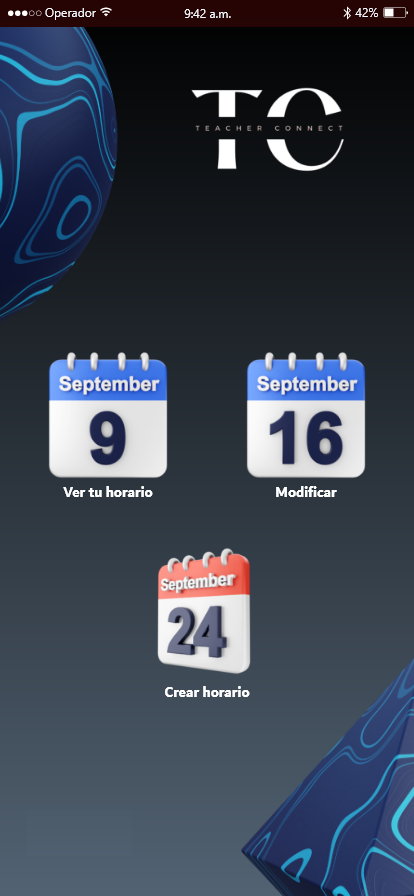 Operador 9:42 a.m. 42%
TC
TEACHER CONNECT
September September
9 16
Ver tu horario Modificar
September
24
Crear horario